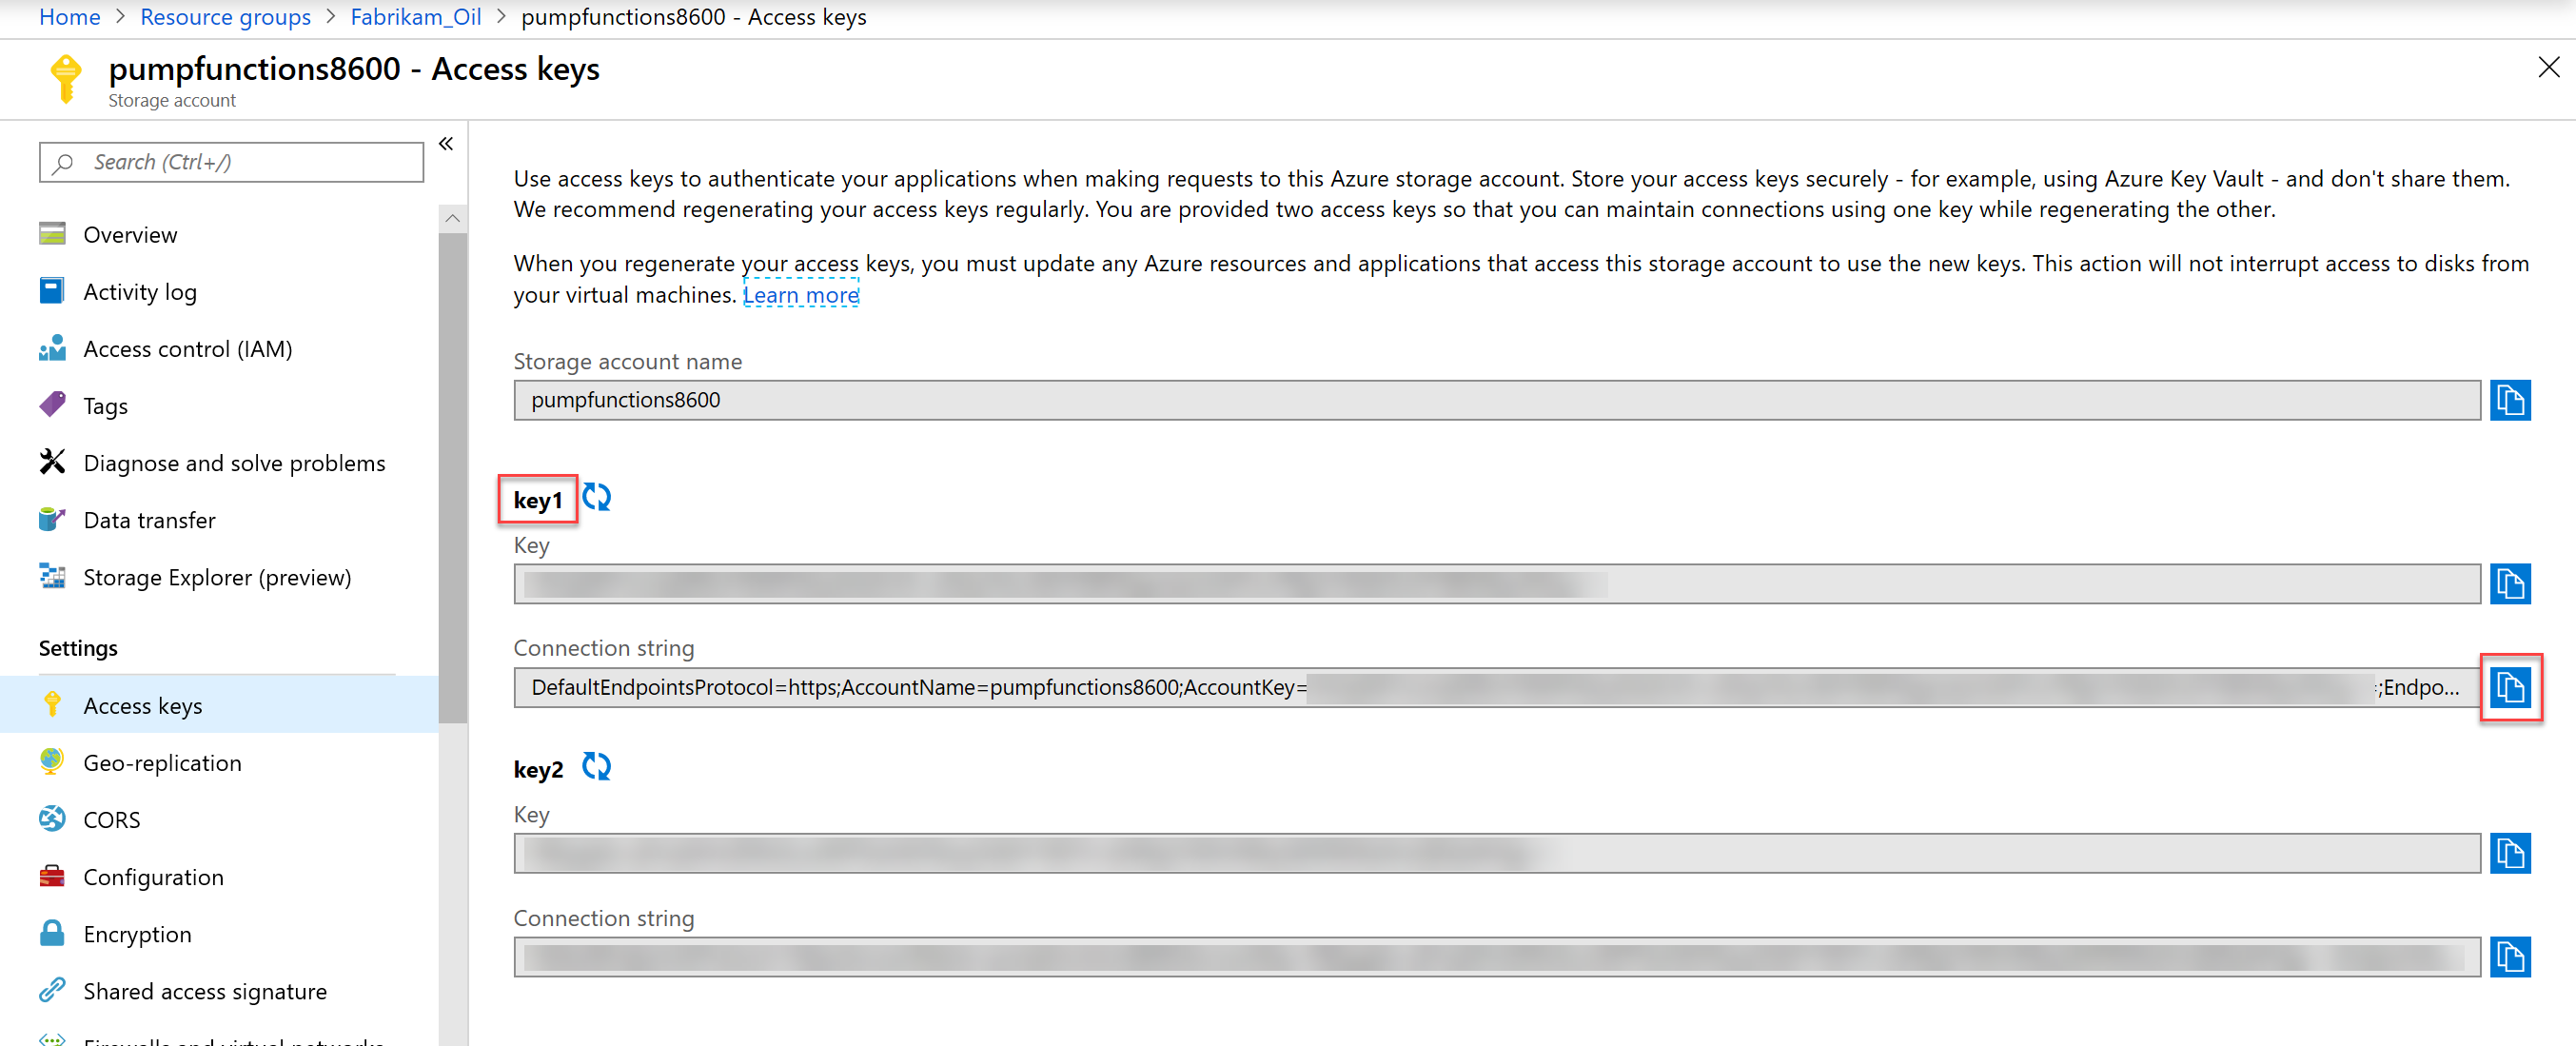 Home > Resource groups > Fabrikam_Oil > pumpfunctions8600 - Access keys
pumpfunctions8600 - Access keys
Storage account
Search (Ctrl+/)
«
Overview
Activity log
Access control (IAM)
Tags
Diagnose and solve problems
Data transfer
Storage Explorer (preview)
Settings
Access keys
Geo-replication
CORS
Configuration
Encryption
Shared access signature
Firewalls and virtual networks
Use access keys to authenticate your applications when making requests to this Azure storage account. Store your access keys securely - for example, using Azure Key Vault - and don't share them.
We recommend regenerating your access keys regularly. You are provided two access keys so that you can maintain connections using one key while regenerating the other.
When you regenerate your access keys, you must update any Azure resources and applications that access this storage account to use the new keys. This action will not interrupt access to disks from
your virtual machines. Learn more
Storage account name
pumpfunctions8600
key1
Key
Connection string
DefaultEndpointsProtocol=https;AccountName=pumpfunctions8600;AccountKey= =;Endpo...
key2
Key
Connection string